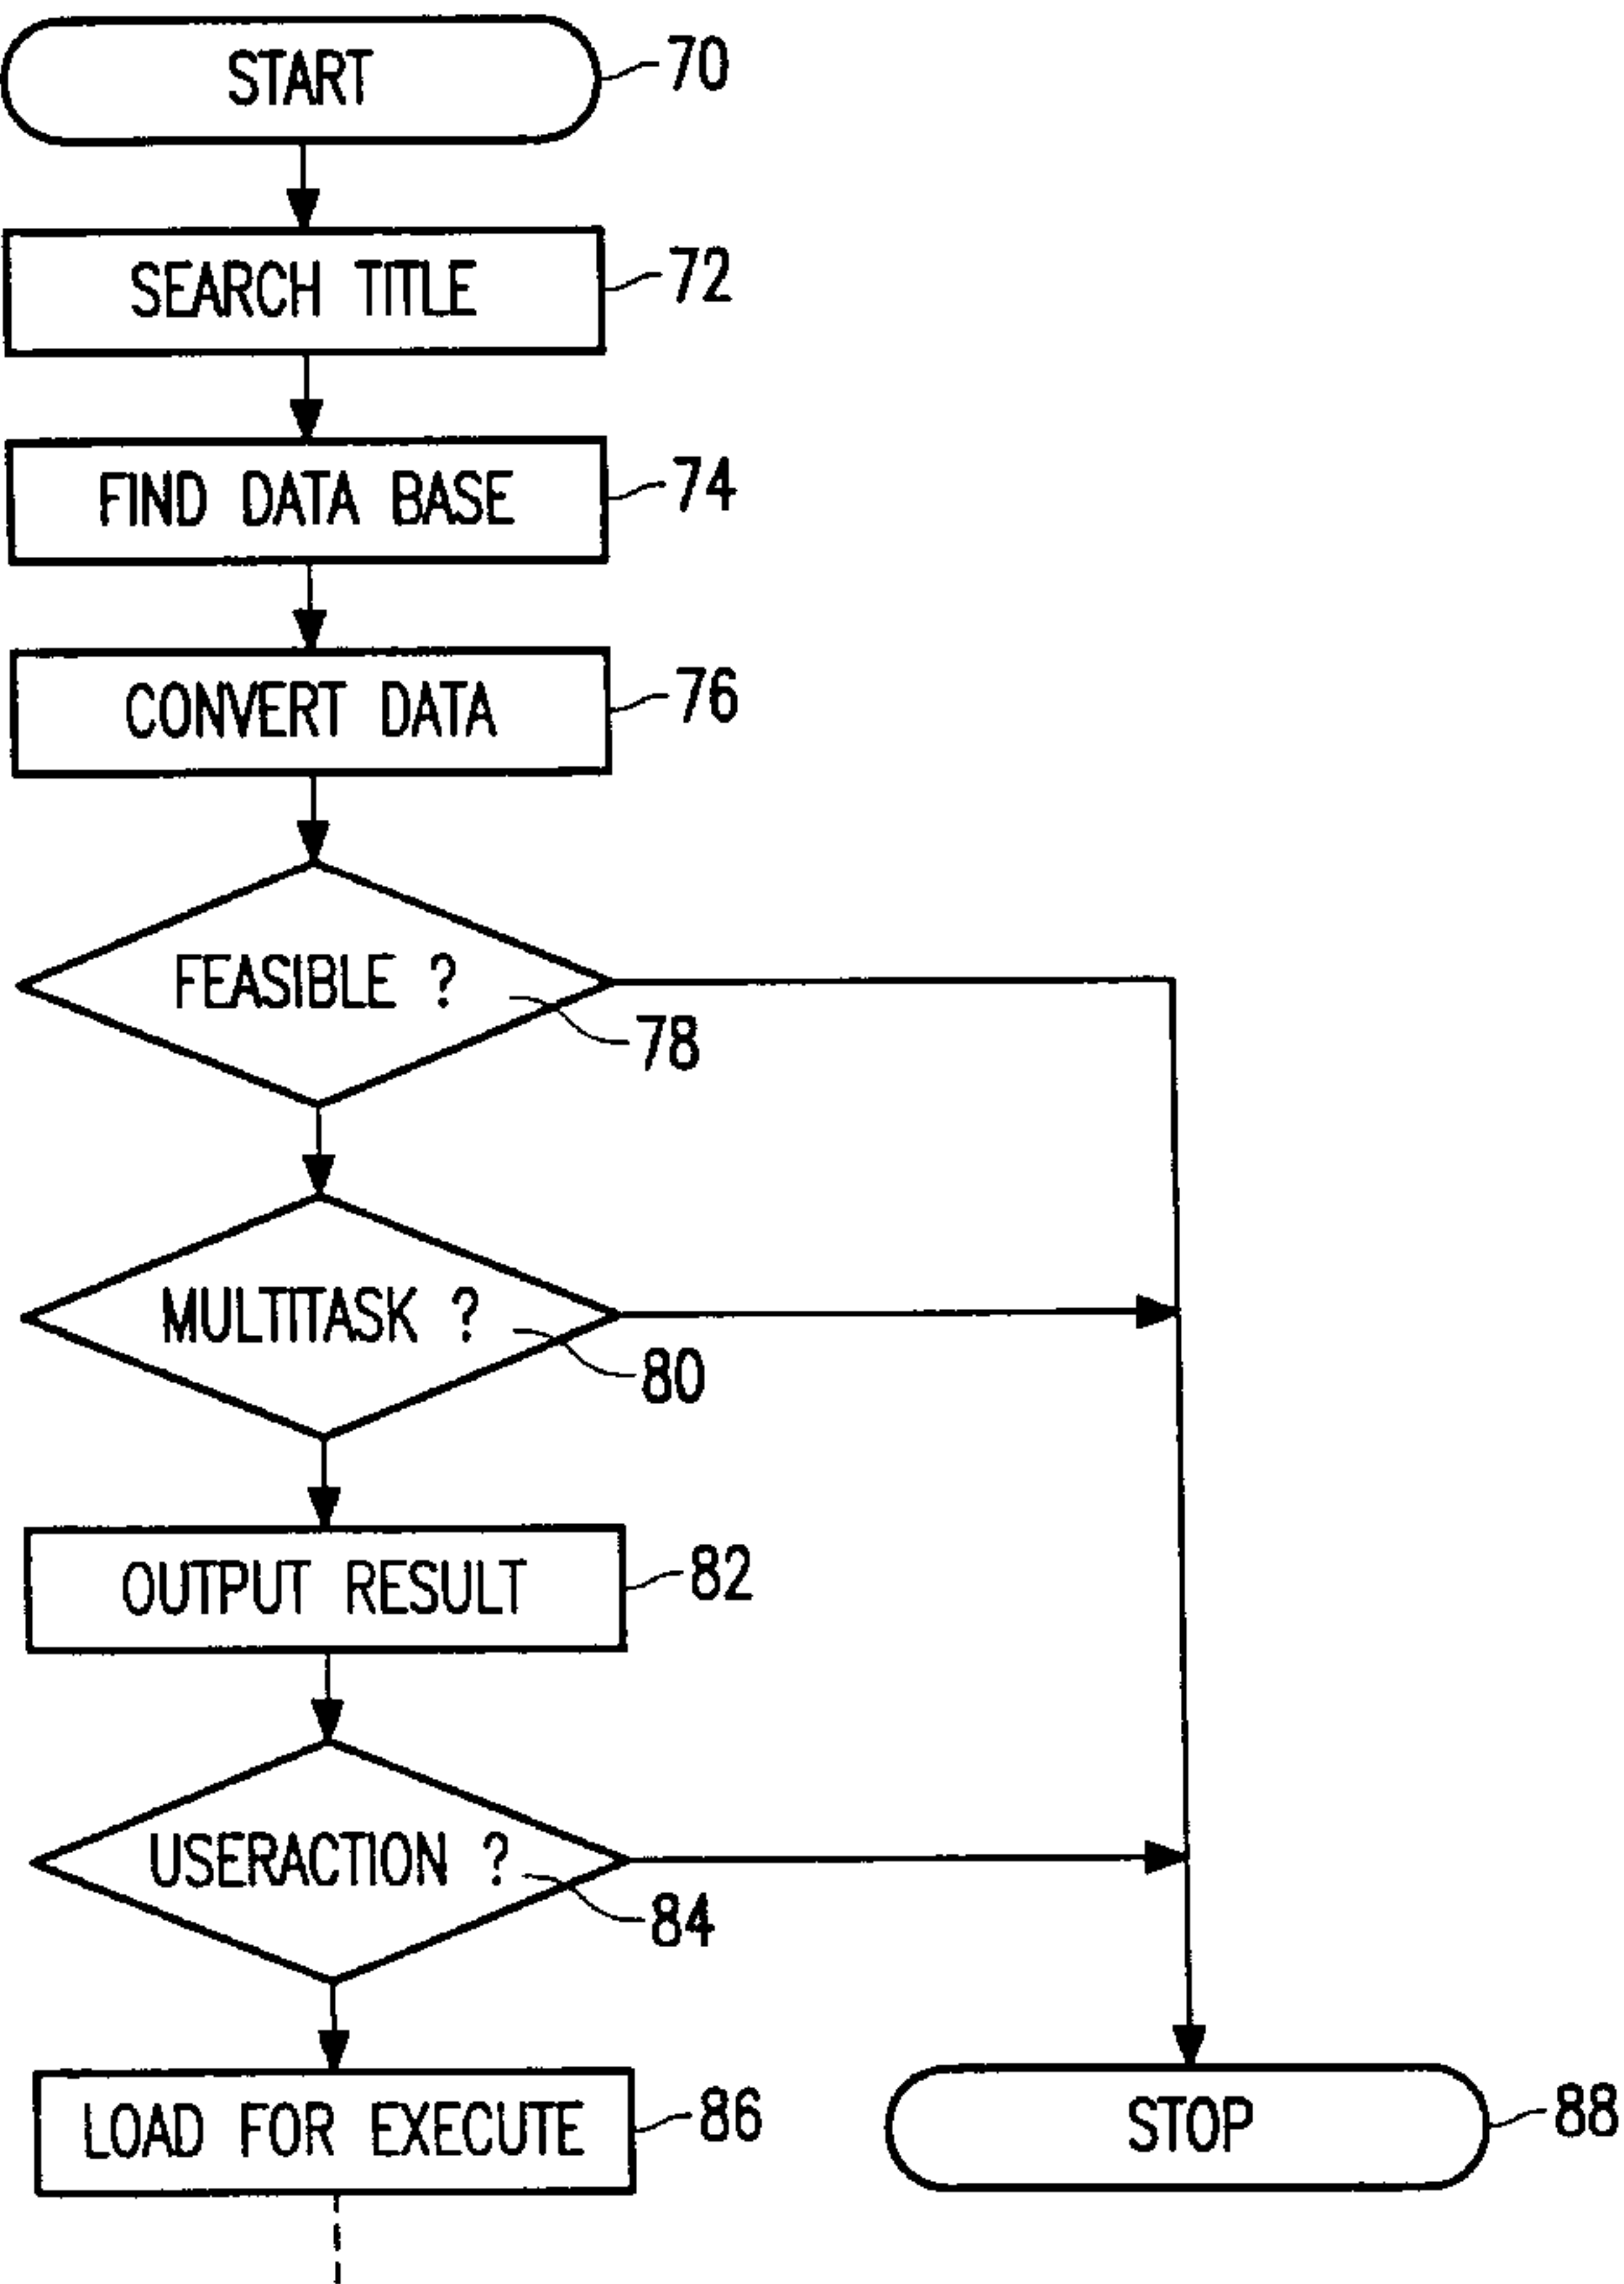 START
70
SEARCH TITLE
72
FIND DATA BASE
74
CONVERT DATA
76
FEASIBLE ?
78
MULTITASK ?
80
OUTPUT RESULT
82
USERACTION ?
84
LOAD FOR EXECUTE
86
STOP
88